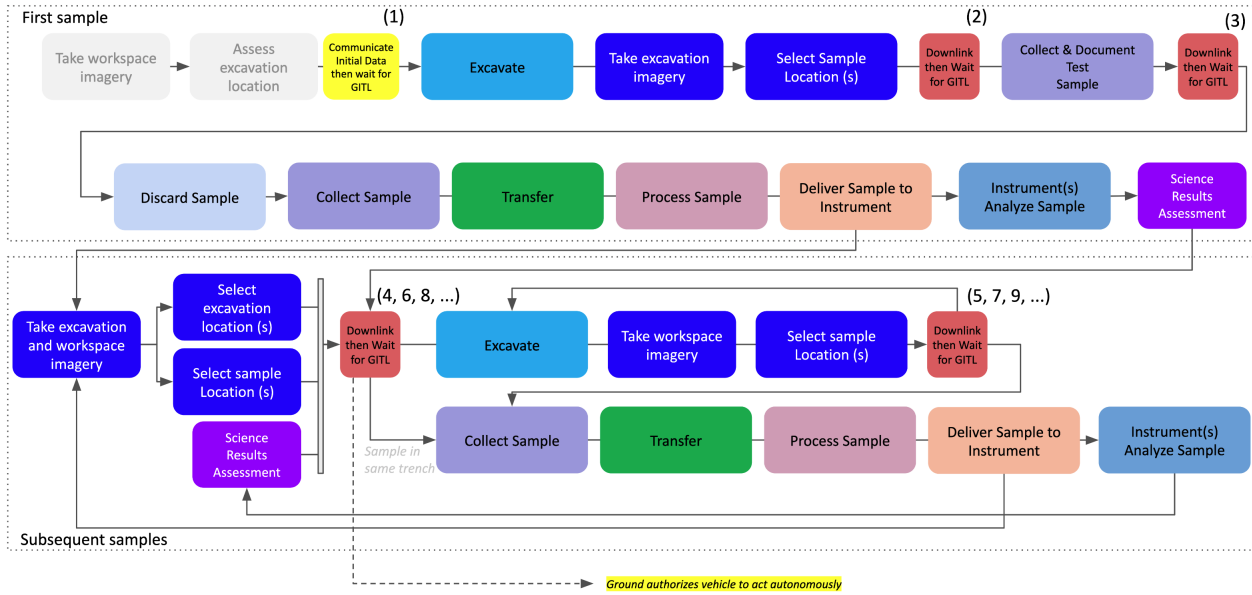 First sample
(1)
(2)
(3)
Take workspace
imagery
Assess
excavation
location
Communicate
Initial Data
then wait for
GITL
Excavate
Take excavation
imagery
Select Sample
Location (s)
Downlink
then Wait
for GITL
Collect & Document
Test
Sample
Downlink
then Wait
for GITL
Discard Sample
Collect Sample
Transfer
Process Sample
Deliver Sample to
Instrument
Instrument(s)
Analyze Sample
Science
Results
Assessment
Take excavation
and workspace
imagery
Select
excavation
location (s)
Select sample
Location (s)
Science
Results
Assessment
(4, 6, 8, ...)
Downlink
then Wait
for GITL
Excavate
Take workspace
imagery
Select sample
Location (s)
(5, 7, 9, ...)
Downlink
then Wait
for GITL
Sample in
same trench
Collect Sample
Transfer
Process Sample
Deliver Sample to
Instrument
Instrument(s)
Analyze Sample
Subsequent samples
Ground authorizes vehicle to act autonomously